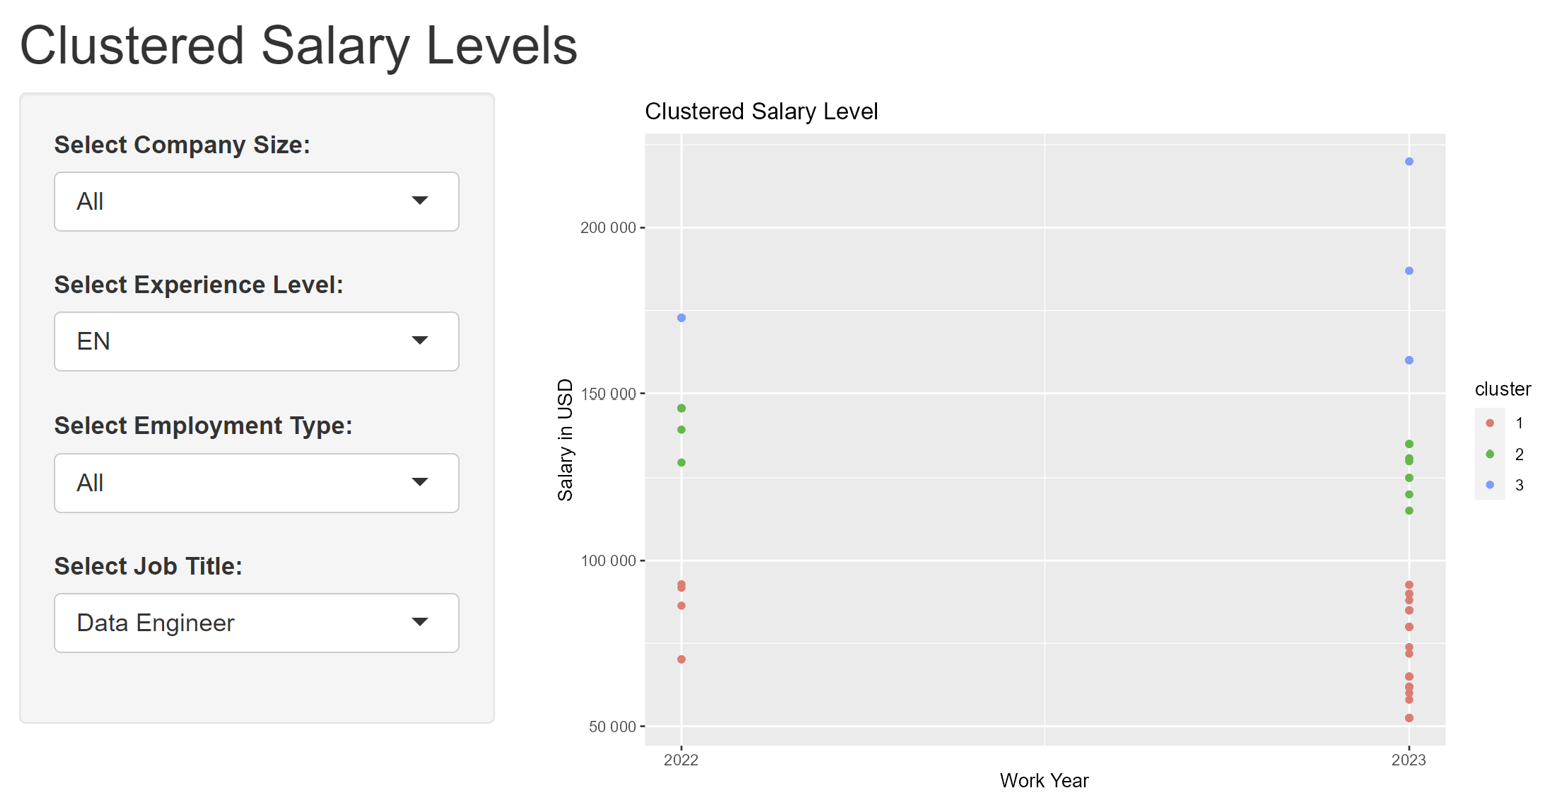 Clustered Salary Levels
Select Company Size:
All
Select Experience Level:
EN
Select Employment Type:
All
Select Job Title:
Data Engineer
Clustered Salary Level
Salary in USD
200 000
150 000
100 000
50 000
2022
2023
Work Year
cluster
1
2
3